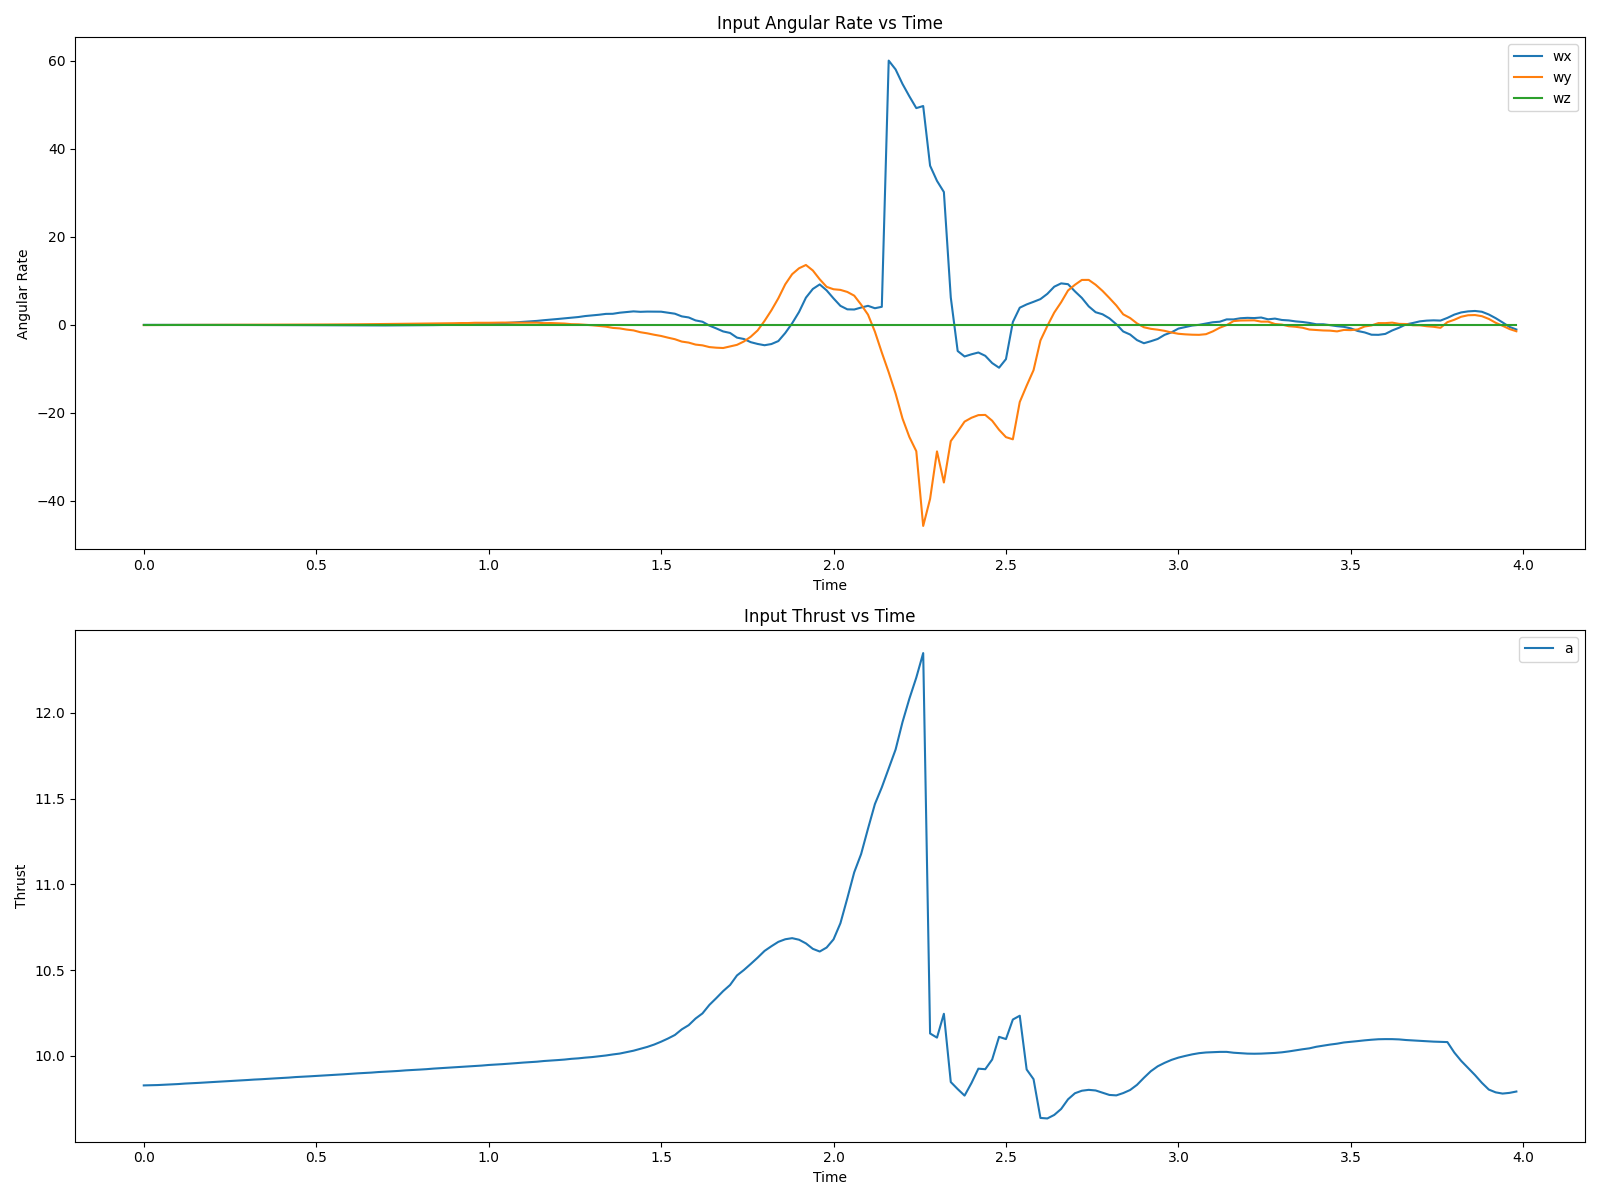 Input Angular Rate vs Time
Angular Rate
60
40
20
0
−20
−40
wx
wy
wz
0.0 0.5 1.0 1.5 2.0 2.5 3.0 3.5 4.0
Time
Input Thrust vs Time
Thrust
12.0
11.5
11.0
10.5
10.0
a
0.0 0.5 1.0 1.5 2.0 2.5 3.0 3.5 4.0
Time